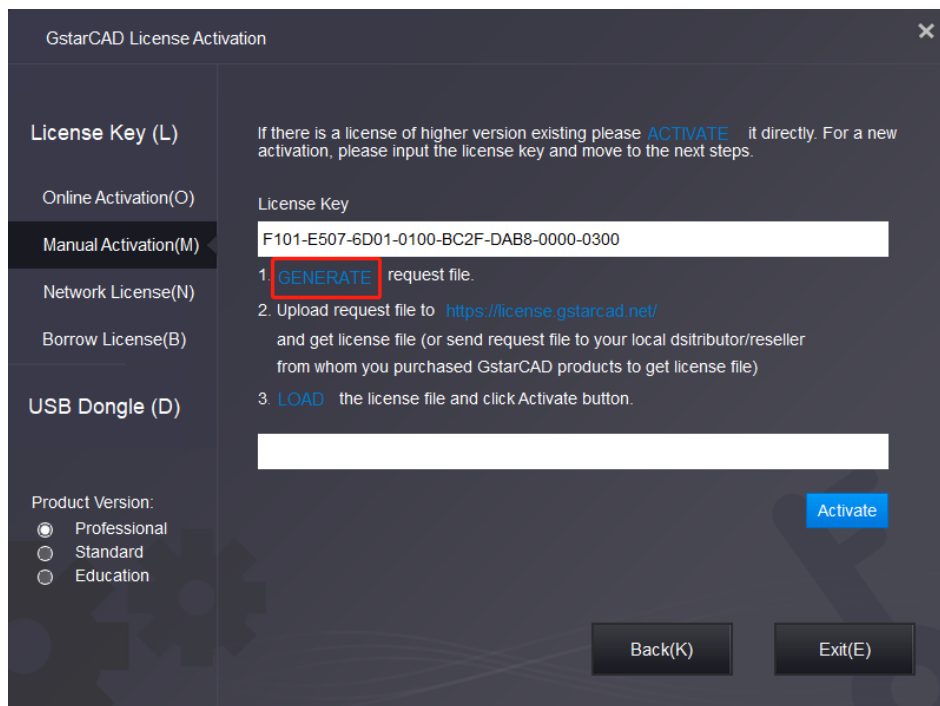 GstarCAD License Activation
License Key (L)
Online Activation(O)
Manual Activation(M)
Network License(N)
Borrow License(B)
USB Dongle (D)
Product Version:
Professional
Standard
Education
If there is a license of higher version existing please ACTIVATE it directly. For a new
activation, please input the license key and move to the next steps.
License Key
F101-E507-6D01-0100-BC2F-DAB8-0000-0300
1. GENERATE request file.
2. Upload request file to https://license.gstarcad.net/
and get license file (or send request file to your local dsitributor/reseller
from whom you purchased GstarCAD products to get license file)
3. LOAD the license file and click Activate button.
Activate
Back(K)
Exit(E)